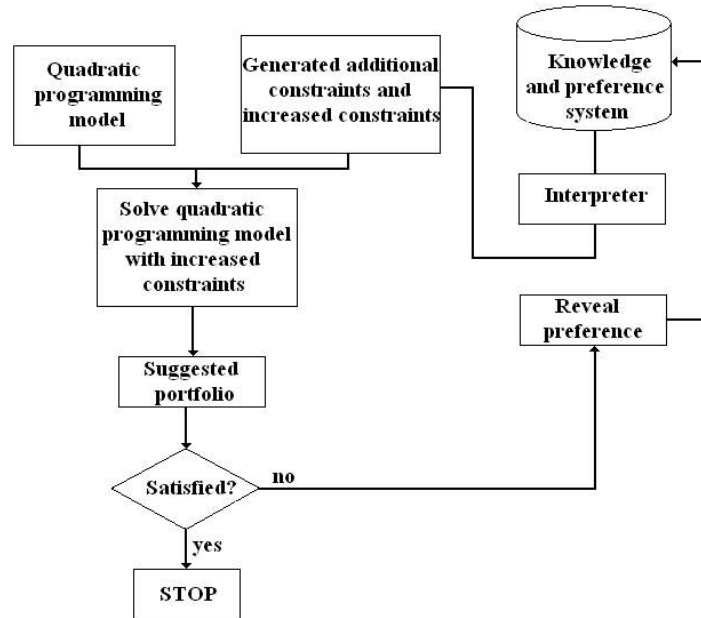 Quadratic
programming
model
Generated additional
constraints and
increased constraints
Knowledge
and preference
system
Interpreter
Solve quadratic
programming model
with increased
constraints
Reveal
preference
Suggested
portfolio
Satisfied?
no
yes
STOP